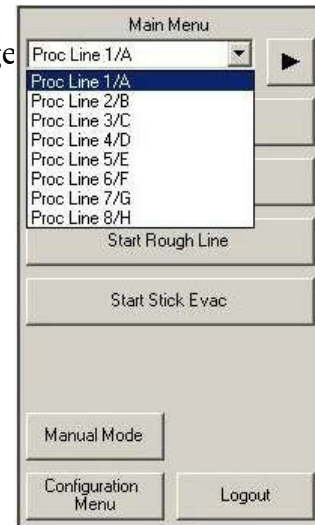 Main Menu
ge
Proc Line 1/A
Proc Line 1/A
Proc Line 2/B
Proc Line 3/C
Proc Line 4/D
Proc Line 5/E
Proc Line 6/F
Proc Line 7/G
Proc Line 8/H
Start Rough Line
Start Stick Evac
Manual Mode
Configuration
Menu
Logout